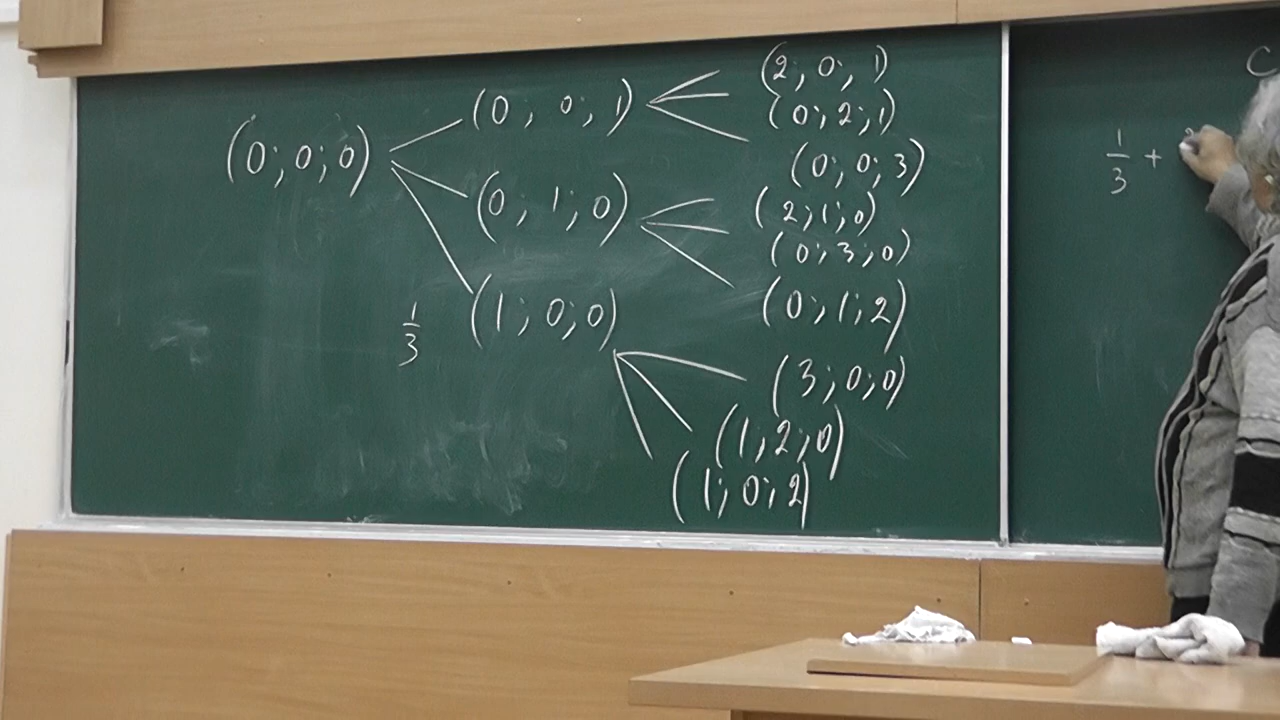 (0; 0; 0)
(0; 0; 1)
(0; 1; 0)
1/3
(1; 0; 0)
(2; 0; 1)
(0; 2; 1)
(0; 0; 3)
(2; 1; 0)
(0; 3; 0)
(0; 1; 2)
(3; 0; 0)
(1; 2; 0)
(1; 0; 2)
C
1/3 +